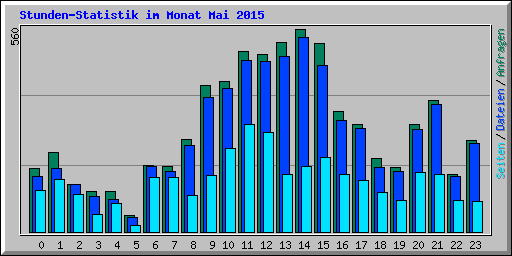 Stunden-Statistik im Monat Mai 2015
560
Seiten / Dateien / Anfragen
0 1 2 3 4 5 6 7 8 9 10 11 12 13 14 15 16 17 18 19 20 21 22 23